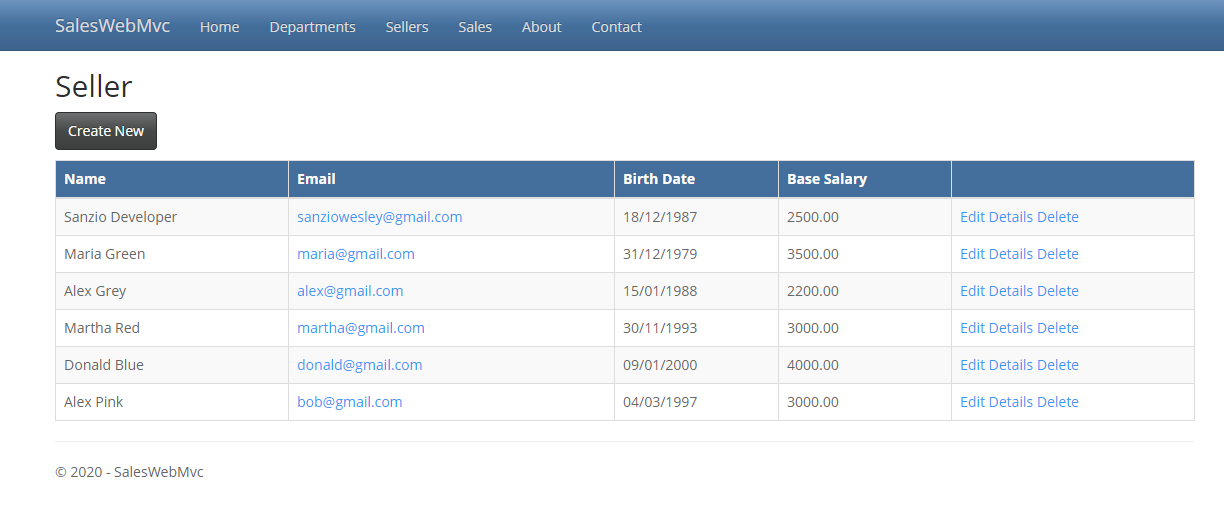 SalesWebMvc Home Departments Sellers Sales About Contact
Seller
Create New
Name Email Birth Date Base Salary
Sanzio Developer sanziowesley@gmail.com 18/12/1987 2500.00 Edit Details Delete
Maria Green maria@gmail.com 31/12/1979 3500.00 Edit Details Delete
Alex Grey alex@gmail.com 15/01/1988 2200.00 Edit Details Delete
Martha Red martha@gmail.com 30/11/1993 3000.00 Edit Details Delete
Donald Blue donald@gmail.com 09/01/2000 4000.00 Edit Details Delete
Alex Pink bob@gmail.com 04/03/1997 3000.00 Edit Details Delete
© 2020 - SalesWebMvc